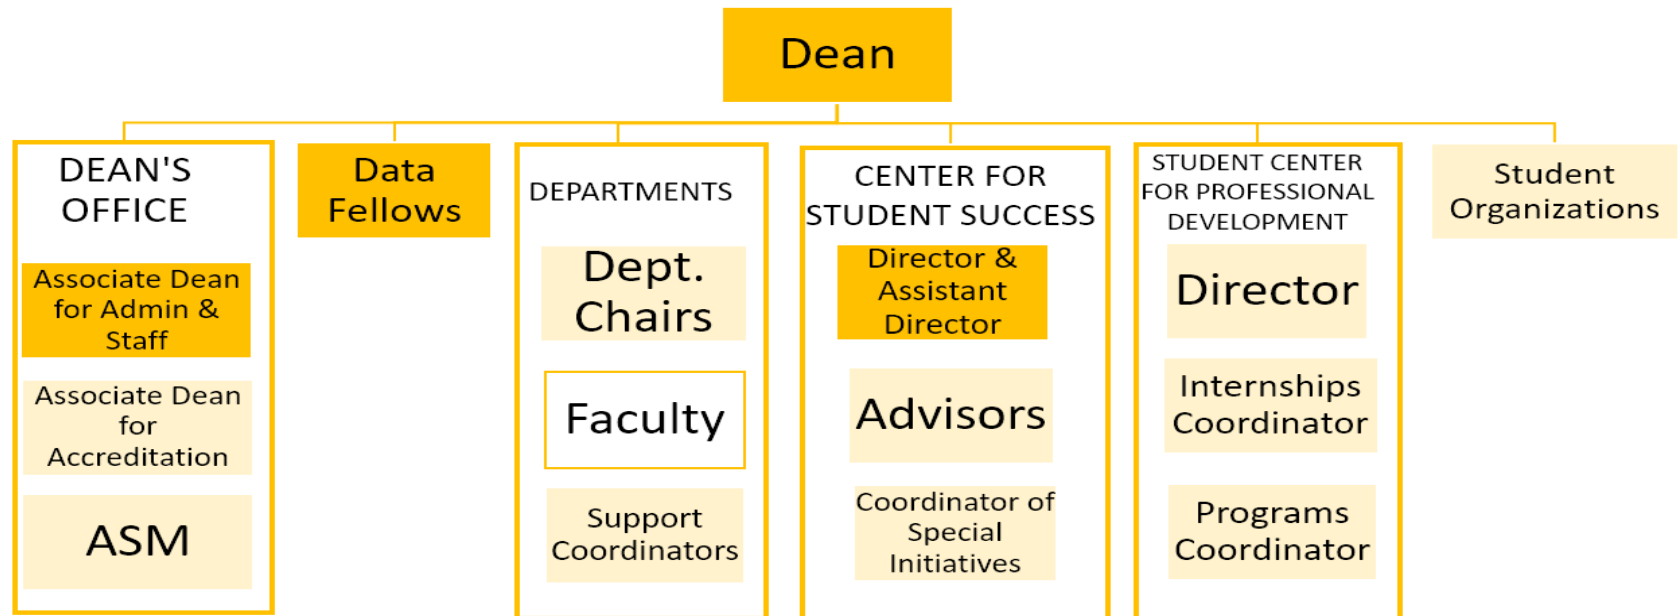 Dean
DEAN'S
OFFICE
Associate Dean
for Admin &
Staff
Associate Dean
for
Accreditation
ASM
Data
Fellows
DEPARTMENTS
Dept.
Chairs
Faculty
Support
Coordinators
CENTER FOR
STUDENT SUCCESS
Director &
Assistant
Director
Advisors
Coordinator of
Special
Initiatives
STUDENT CENTER
FOR PROFESSIONAL
DEVELOPMENT
Director
Internships
Coordinator
Programs
Coordinator
Student
Organizations